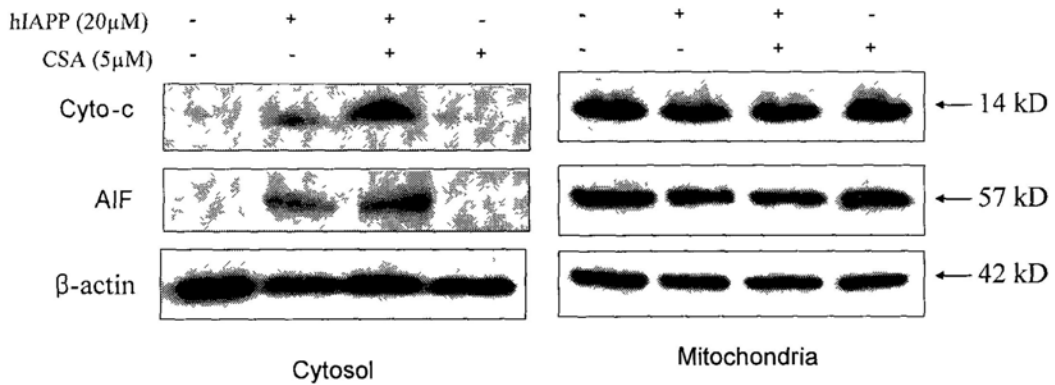 hIAPP (20μM) - + + - - + + -
CSA (5μM) - - + + - - + +
Cyto-c ← 14 kD
AIF ← 57 kD
β-actin ← 42 kD
Cytosol Mitochondria